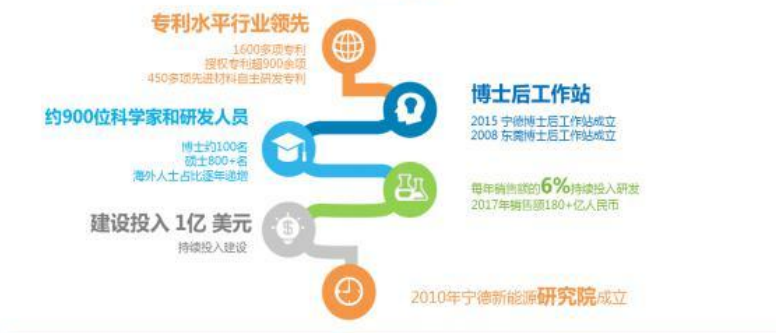 专利水平行业领先
1600多项专利
授权专利超900余项
450多项先进材料自主研发专利
博士后工作站
2015 宁德博士后工作站成立
2008 东莞博士后工作站成立
约900位科学家和研发人员
博士约100名
硕士800+名
海外人士占比逐年递增
每年销售额的6%持续投入研发
2017年销售额180+亿人民币
建设投入 1亿 美元
持续投入建设
2010年宁德新能源研究院成立